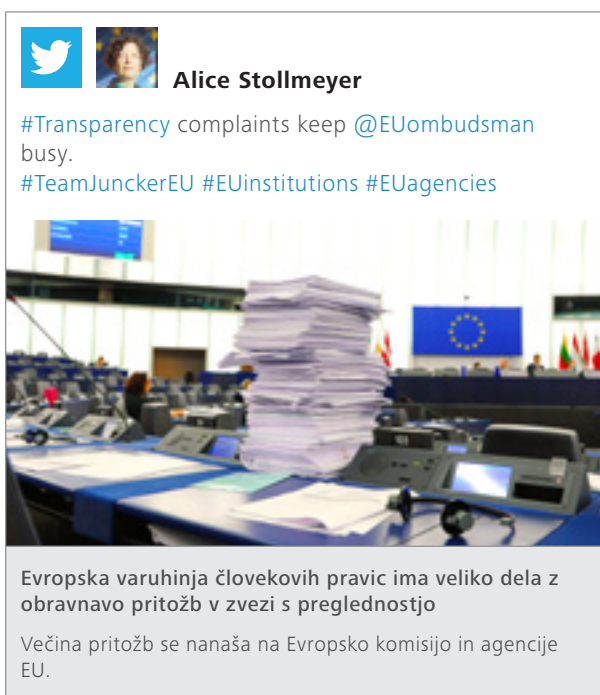 Alice Stollmeyer
#Transparency complaints keep @EUombudsman
busy.
#TeamJunckerEU #EUinstitutions #EUagencies
Evropska varuhinja človekovih pravic ima veliko dela z
obravnavo pritožb v zvezi s preglednostjo
Večina pritožb se nanaša na Evropsko komisijo in agencije
EU.